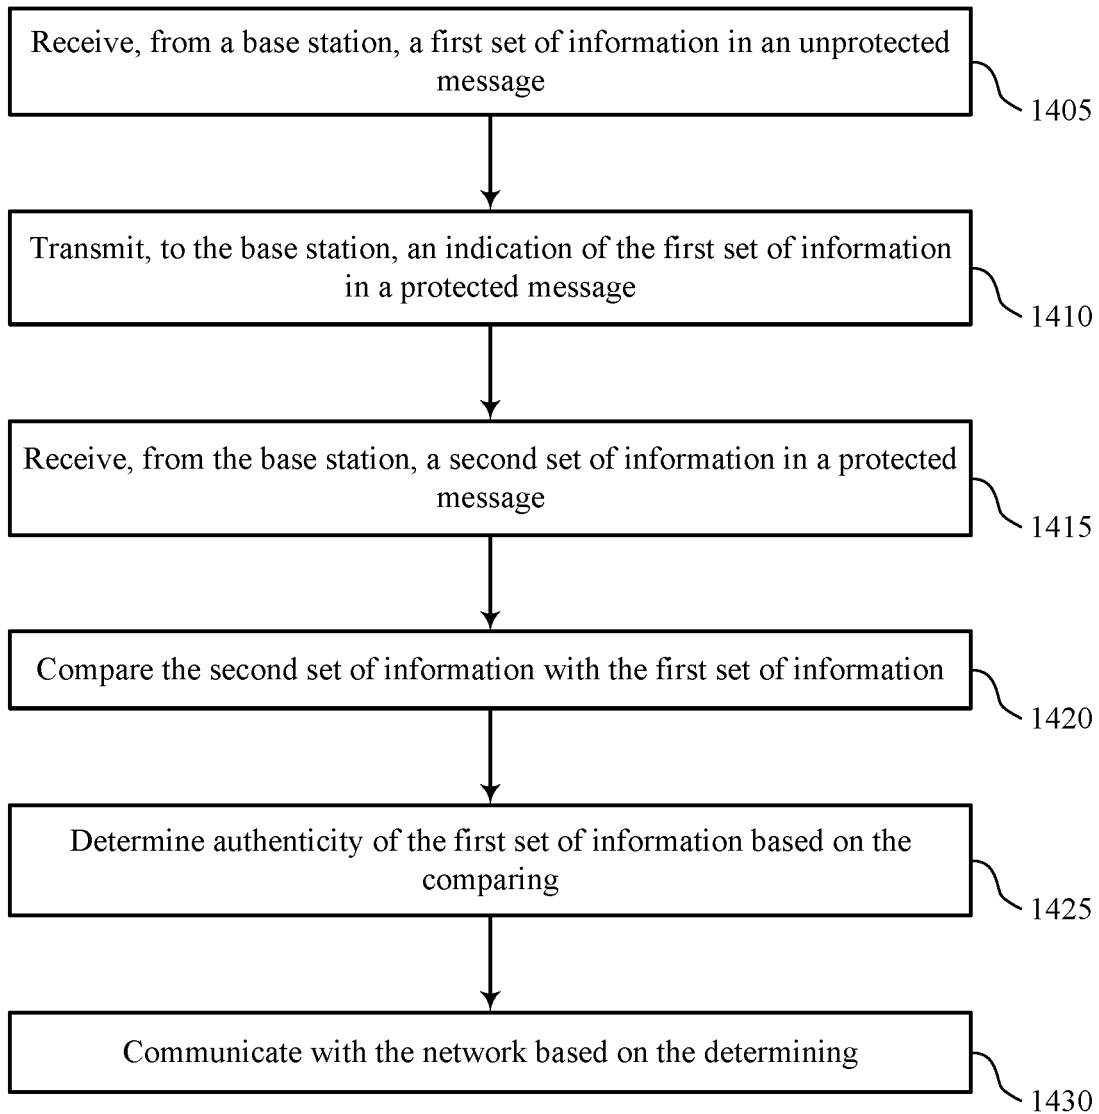 Receive, from a base station, a first set of information in an unprotected
message
1405
Transmit, to the base station, an indication of the first set of information
in a protected message
1410
Receive, from the base station, a second set of information in a protected
message
1415
Compare the second set of information with the first set of information
1420
Determine authenticity of the first set of information based on the
comparing
1425
Communicate with the network based on the determining
1430